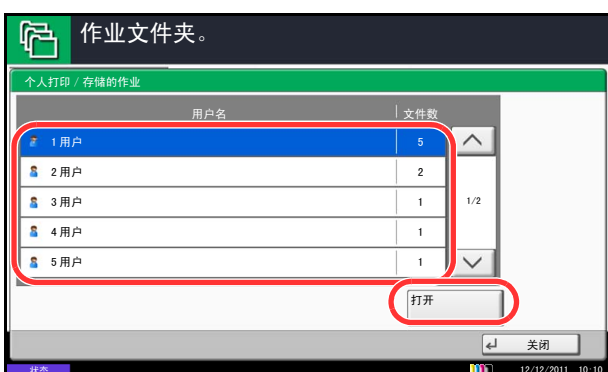 作业文件夹。
个人打印 / 存储的作业
用户名 文件数
1 用户 5
2 用户 2
3 用户 1
1/2
4 用户 1
5 用户 1
打开
关闭
状态 12/12/2011 10:10